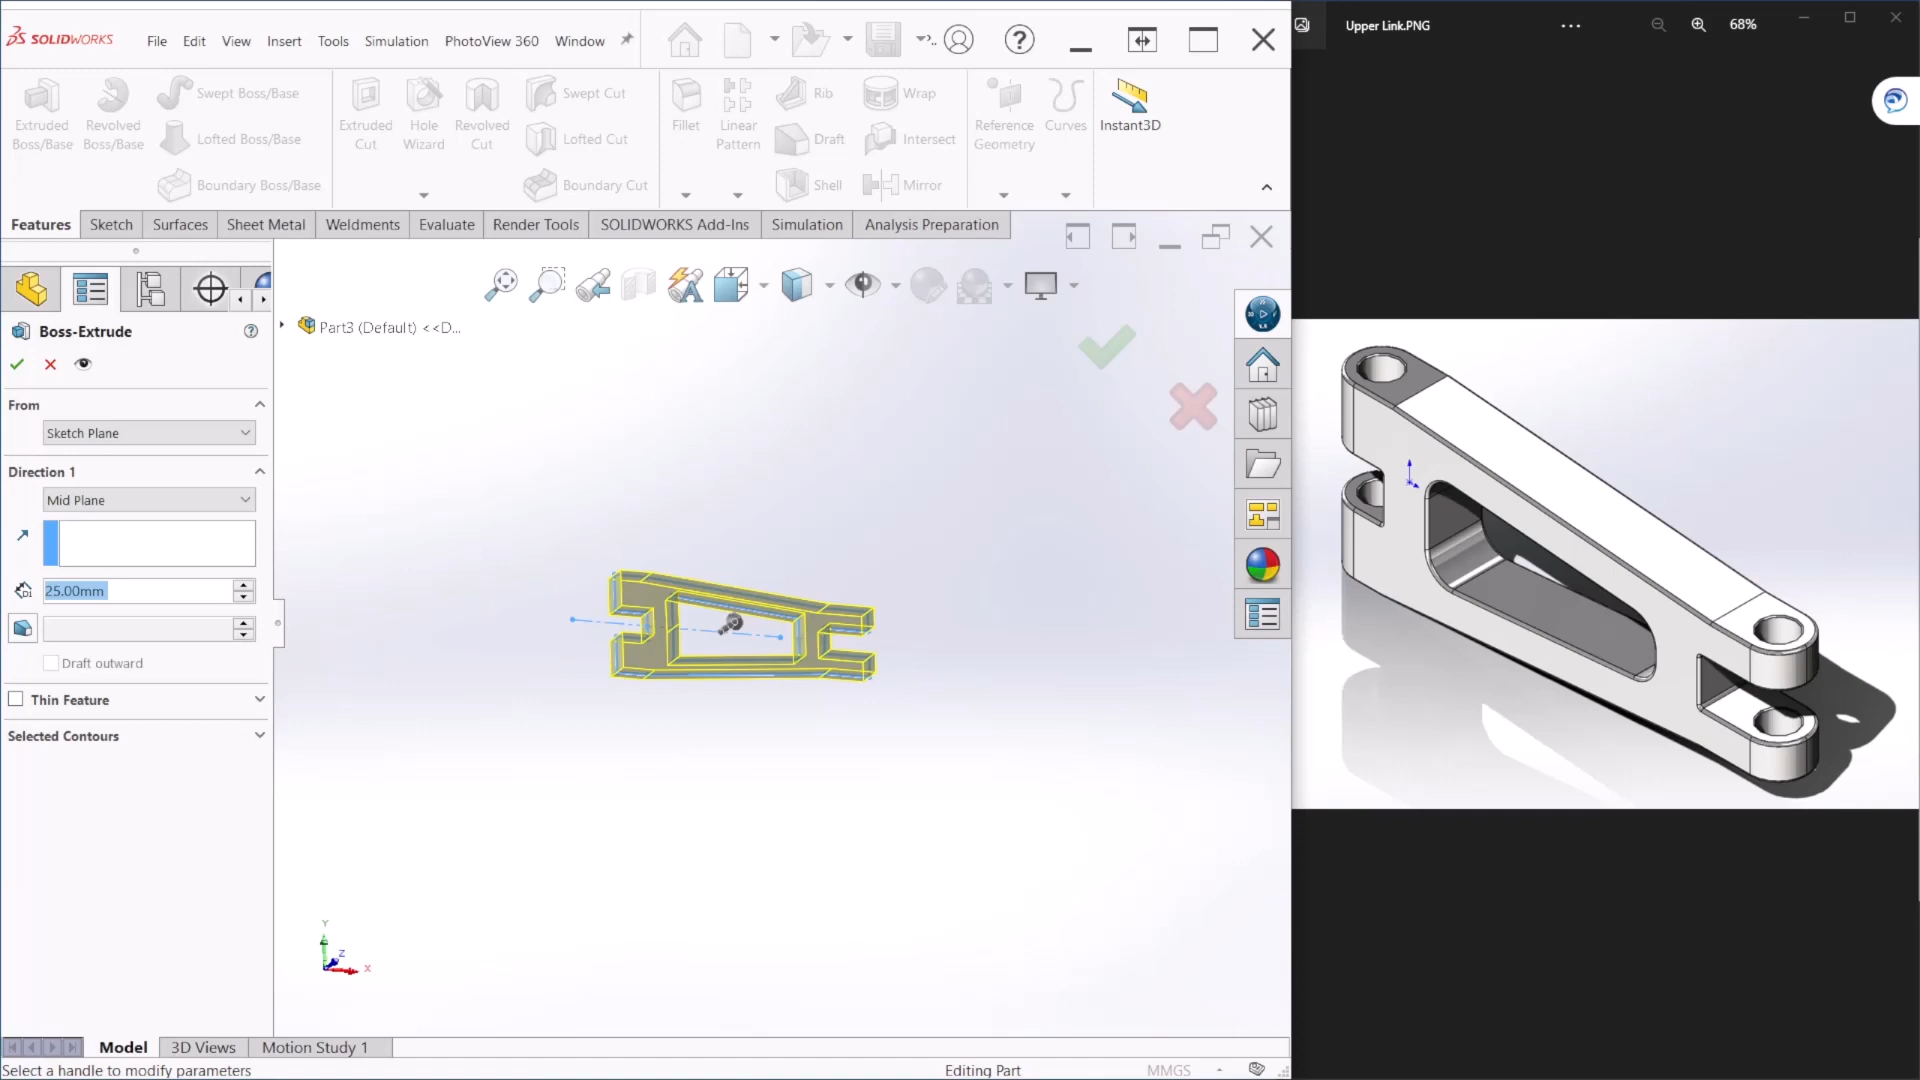 SOLIDWORKS File Edit View Insert Tools Simulation PhotoView 360 Window
Upper Link.PNG 68%
Extruded Boss/Base
Revolved Boss/Base
Swept Boss/Base
Lofted Boss/Base
Boundary Boss/Base
Extruded Cut
Hole Wizard
Revolved Cut
Swept Cut
Lofted Cut
Boundary Cut
Fillet
Linear Pattern
Rib
Draft
Shell
Wrap
Intersect
Mirror
Reference Geometry
Curves
Instant3D
Features Sketch Surfaces Sheet Metal Weldments Evaluate Render Tools SOLIDWORKS Add-Ins Simulation Analysis Preparation
Boss-Extrude
Part3 (Default) <<D...
From
Sketch Plane
Direction 1
Mid Plane
25.00mm
Draft outward
Thin Feature
Selected Contours
Y
Z
X
Model 3D Views Motion Study 1
Select a handle to modify parameters Editing Part MMGS